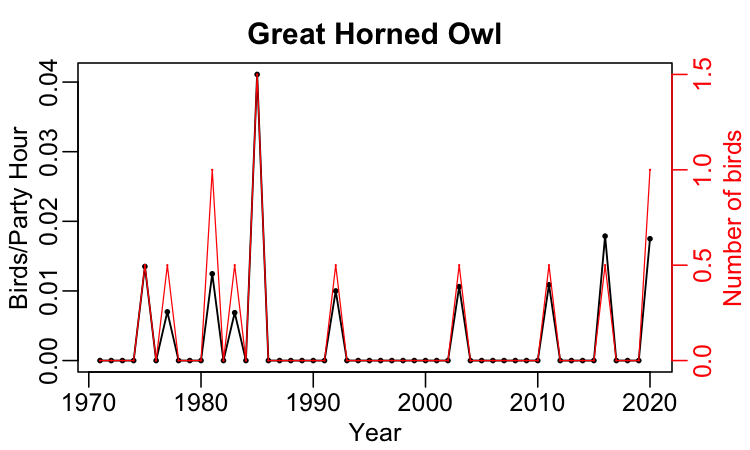 Great Horned Owl
Birds/Party Hour
0.04
0.03
0.02
0.01
0.00
1.5
1.0
0.5
0.0
Number of birds
1970 1980 1990 2000 2010 2020
Year